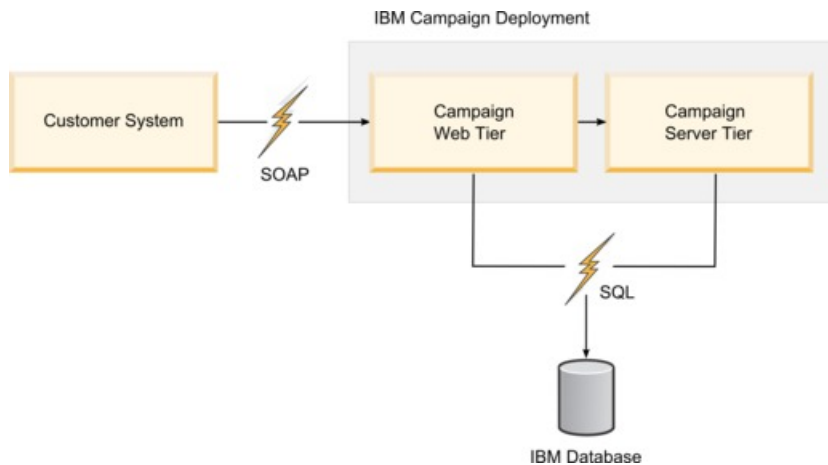 IBM Campaign Deployment
Customer System
SOAP
Campaign
Web Tier
Campaign
Server Tier
SQL
IBM Database